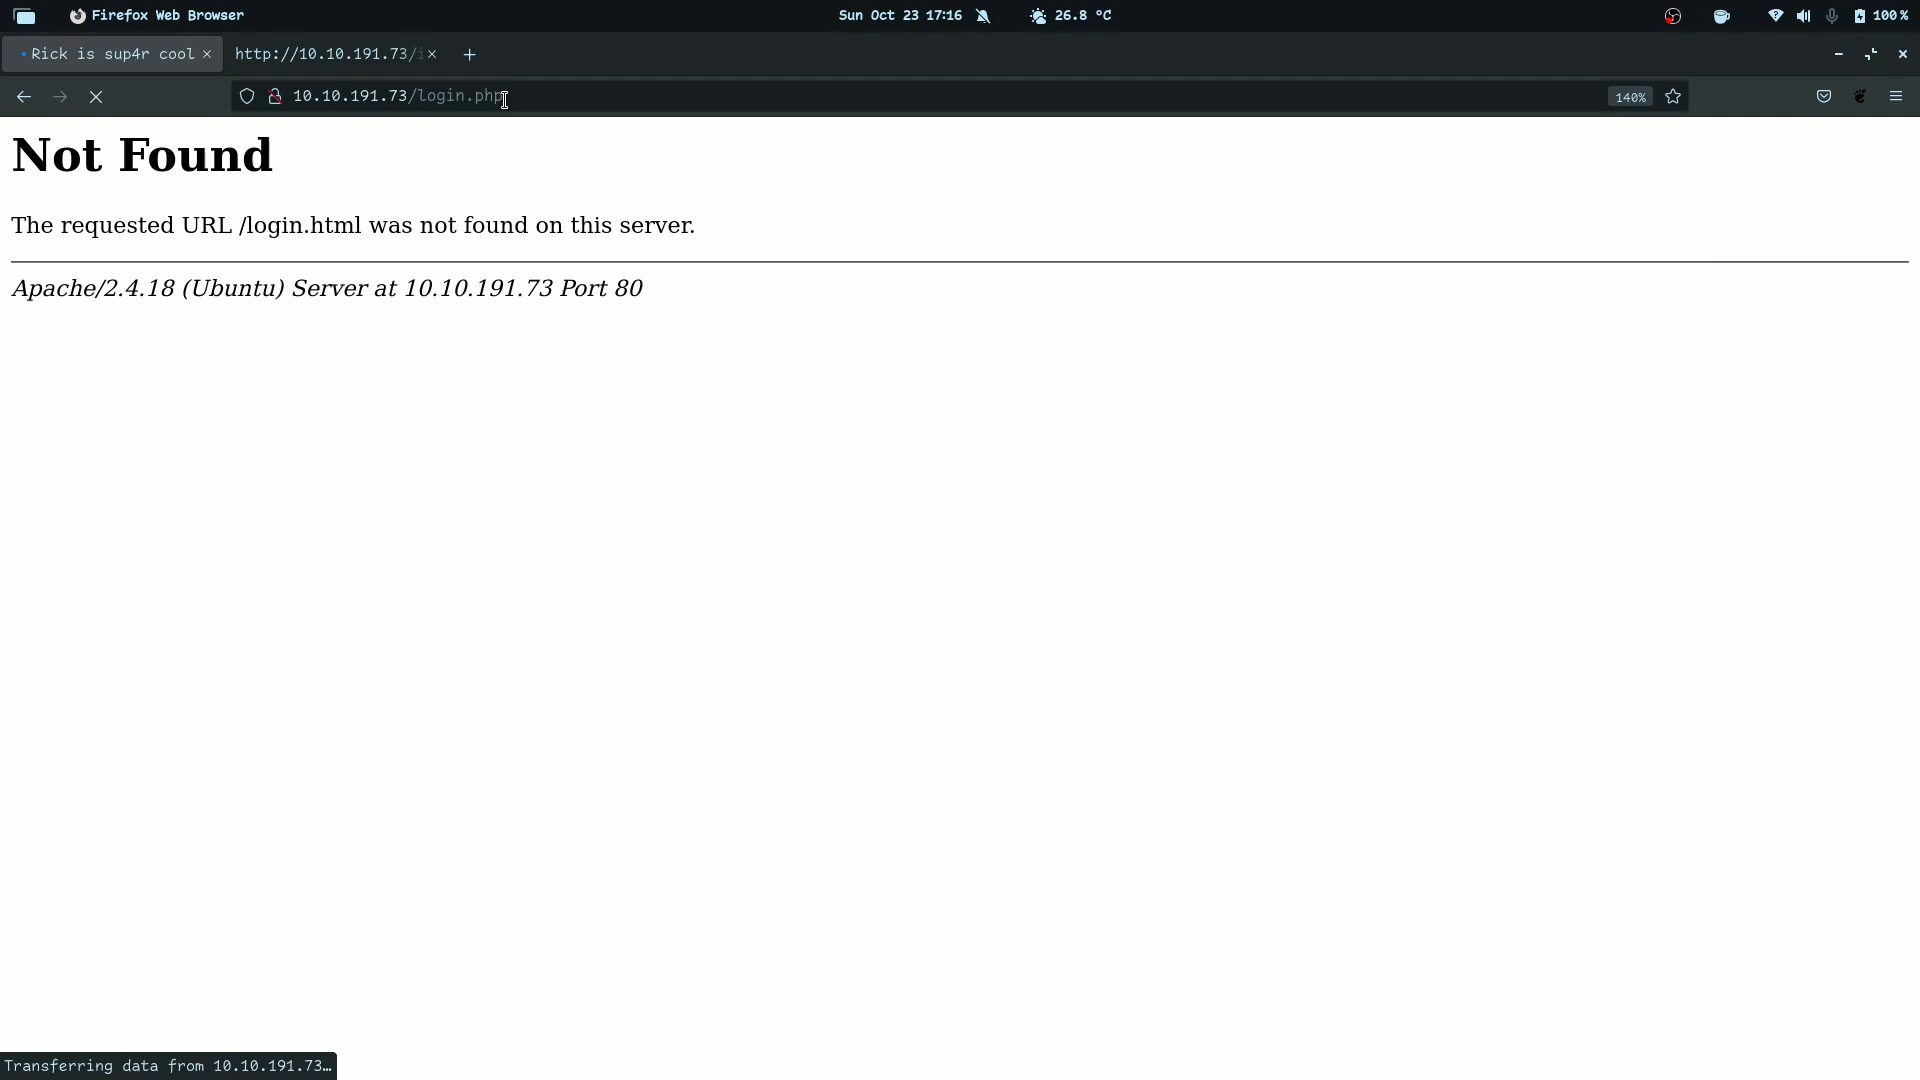 Firefox Web Browser
Sun Oct 23 17:16
26.8 °C
100%
Rick is sup4r cool
http://10.10.191.73/i
10.10.191.73/login.php
140%
Not Found
The requested URL /login.html was not found on this server.
Apache/2.4.18 (Ubuntu) Server at 10.10.191.73 Port 80
Transferring data from 10.10.191.73…